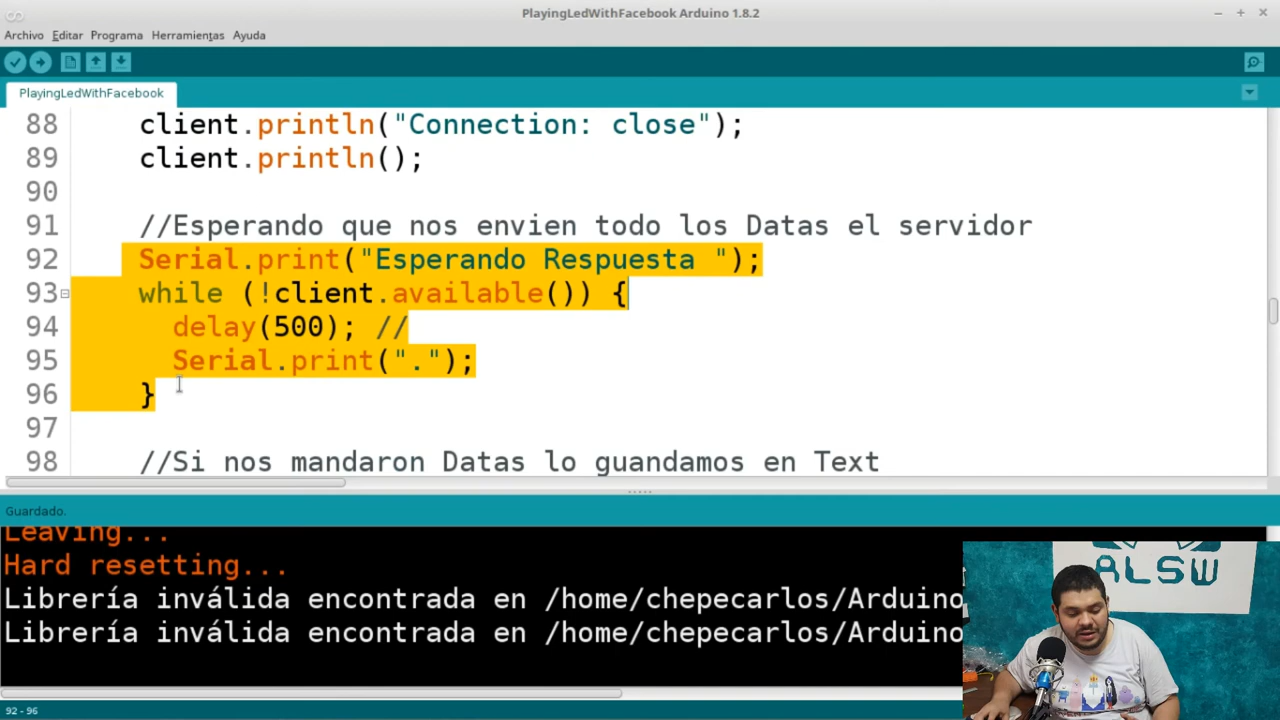 PlayingLedWithFacebook Arduino 1.8.2
Archivo Editar Programa Herramientas Ayuda
PlayingLedWithFacebook
88 client.println("Connection: close");
89 client.println();
90
91 //Esperando que nos envien todo los Datas el servidor
92 Serial.print("Esperando Respuesta ");
93 while (!client.available()) {
94 delay(500); //
95 Serial.print(".");
96 }
97
98 //Si nos mandaron Datas lo guandamos en Text
Guardado.
Leaving...
Hard resetting...
Librería inválida encontrada en /home/chepecarlos/Arduino
Librería inválida encontrada en /home/chepecarlos/Arduino
ALSW
92 - 96